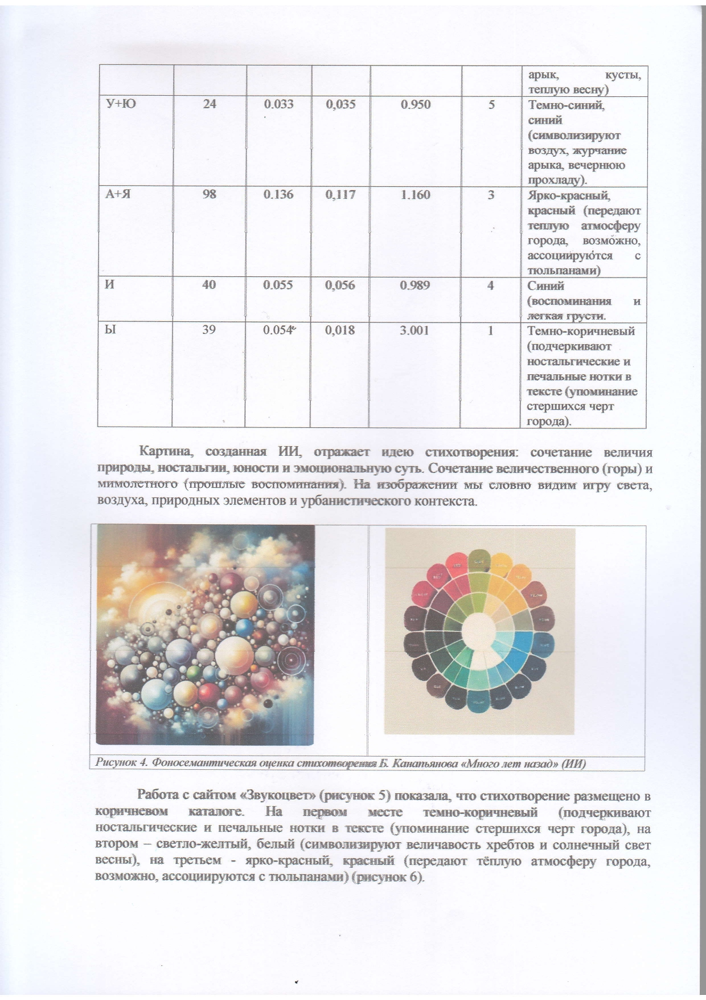 арык, кусты,
теплую весну)
У+Ю 24 0.033 0,035 0.950 5 Темно-синий,
синий
(символизируют
воздух, журчание
арыка, вечернюю
прохладу).
А+Я 98 0.136 0,117 1.160 3 Ярко-красный,
красный (передают
теплую атмосферу
города, возможно,
ассоциируются с
тюльпанами)
И 40 0.055 0,056 0.989 4 Синий
(воспоминания и
легкая грусти.
Ы 39 0.054 0,018 3.001 1 Темно-коричневый
(подчеркивают
ностальгические и
печальные нотки в
тексте (упоминание
стершихся черт
города).
Картина, созданная ИИ, отражает идею стихотворения: сочетание величия
природы, ностальгии, юности и эмоциональную суть. Сочетание величественного (горы) и
мимолетного (прошлые воспоминания). На изображении мы словно видим игру света,
воздуха, природных элементов и урбанистического контекста.
Рисунок 4. Фоносемантическая оценка стихотворения Б. Канапьянова «Много лет назад» (ИИ)
Работа с сайтом «Звукоцвет» (рисунок 5) показала, что стихотворение размещено в
коричневом каталоге. На первом месте темно-коричневый (подчеркивают
ностальгические и печальные нотки в тексте (упоминание стершихся черт города), на
втором – светло-желтый, белый (символизируют величавость хребтов и солнечный свет
весны), на третьем - ярко-красный, красный (передают тёплую атмосферу города,
возможно, ассоциируются с тюльпанами) (рисунок 6).